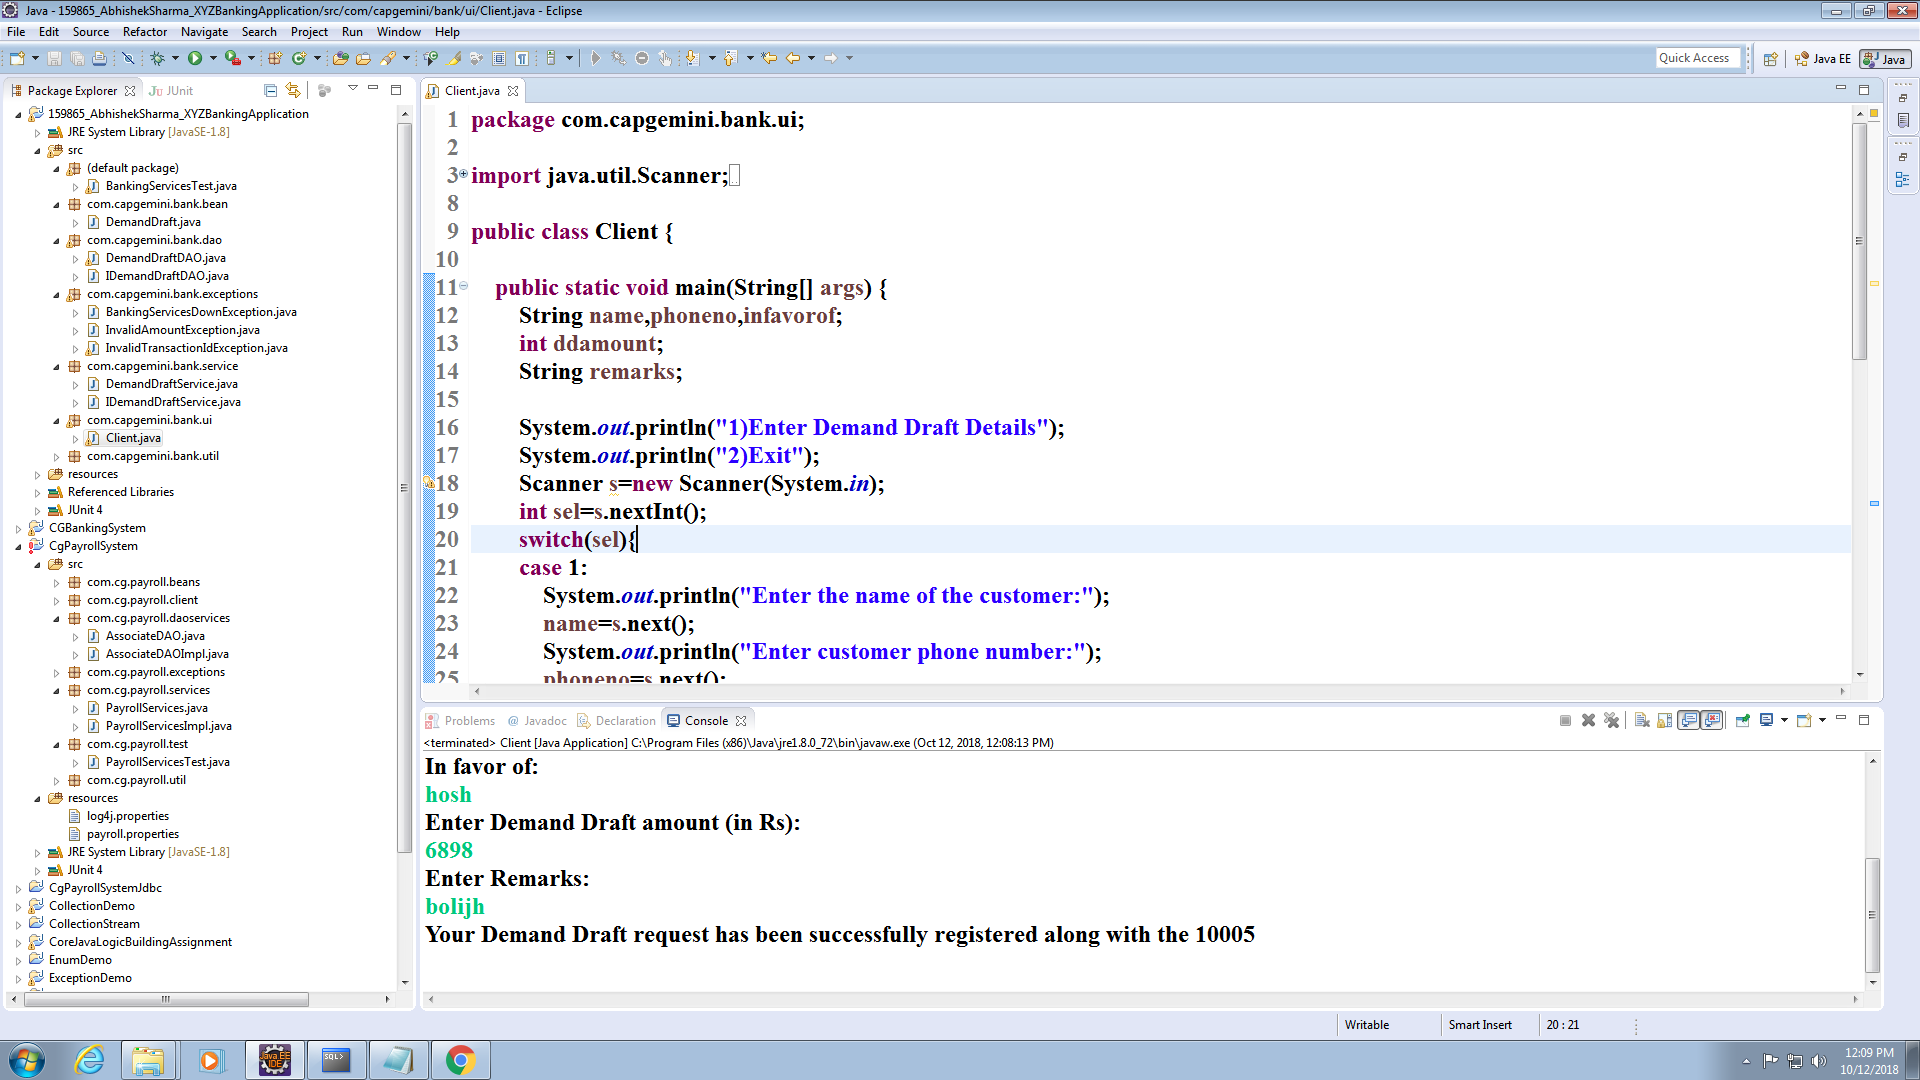 Java - 159865_AbhishekSharma_XYZBankingApplication/src/com/capgemini/bank/ui/Client.java - Eclipse
File Edit Source Refactor Navigate Search Project Run Window Help
Quick Access
Java EE
Java
Package Explorer
JUnit
159865_AbhishekSharma_XYZBankingApplication
JRE System Library [JavaSE-1.8]
src
(default package)
BankingServicesTest.java
com.capgemini.bank.bean
DemandDraft.java
com.capgemini.bank.dao
DemandDraftDAO.java
IDemandDraftDAO.java
com.capgemini.bank.exceptions
BankingServicesDownException.java
InvalidAmountException.java
InvalidTransactionIdException.java
com.capgemini.bank.service
DemandDraftService.java
IDemandDraftService.java
com.capgemini.bank.ui
Client.java
com.capgemini.bank.util
resources
Referenced Libraries
JUnit 4
CGBankingSystem
CgPayrollSystem
src
com.cg.payroll.beans
com.cg.payroll.client
com.cg.payroll.daoservices
AssociateDAO.java
AssociateDAOImpl.java
com.cg.payroll.exceptions
com.cg.payroll.services
PayrollServices.java
PayrollServicesImpl.java
com.cg.payroll.test
PayrollServicesTest.java
com.cg.payroll.util
resources
log4j.properties
payroll.properties
JRE System Library [JavaSE-1.8]
JUnit 4
CgPayrollSystemJdbc
CollectionDemo
CollectionStream
CoreJavaLogicBuildingAssignment
EnumDemo
ExceptionDemo
Client.java
1 package com.capgemini.bank.ui;
2
3 import java.util.Scanner;
8
9 public class Client {
10
11 public static void main(String[] args) {
12 String name,phoneno,infavorof;
13 int ddamount;
14 String remarks;
15
16 System.out.println("1)Enter Demand Draft Details");
17 System.out.println("2)Exit");
18 Scanner s=new Scanner(System.in);
19 int sel=s.nextInt();
20 switch(sel){
21 case 1:
22 System.out.println("Enter the name of the customer:");
23 name=s.next();
24 System.out.println("Enter customer phone number:");
25 phoneno=s.next();
Problems
Javadoc
Declaration
Console
<terminated> Client [Java Application] C:\Program Files (x86)\Java\jre1.8.0_72\bin\javaw.exe (Oct 12, 2018, 12:08:13 PM)
In favor of:
hosh
Enter Demand Draft amount (in Rs):
6898
Enter Remarks:
bolijh
Your Demand Draft request has been successfully registered along with the 10005
Writable
Smart Insert
20 : 21
Java EE
IDE
SQL>
12:09 PM
10/12/2018